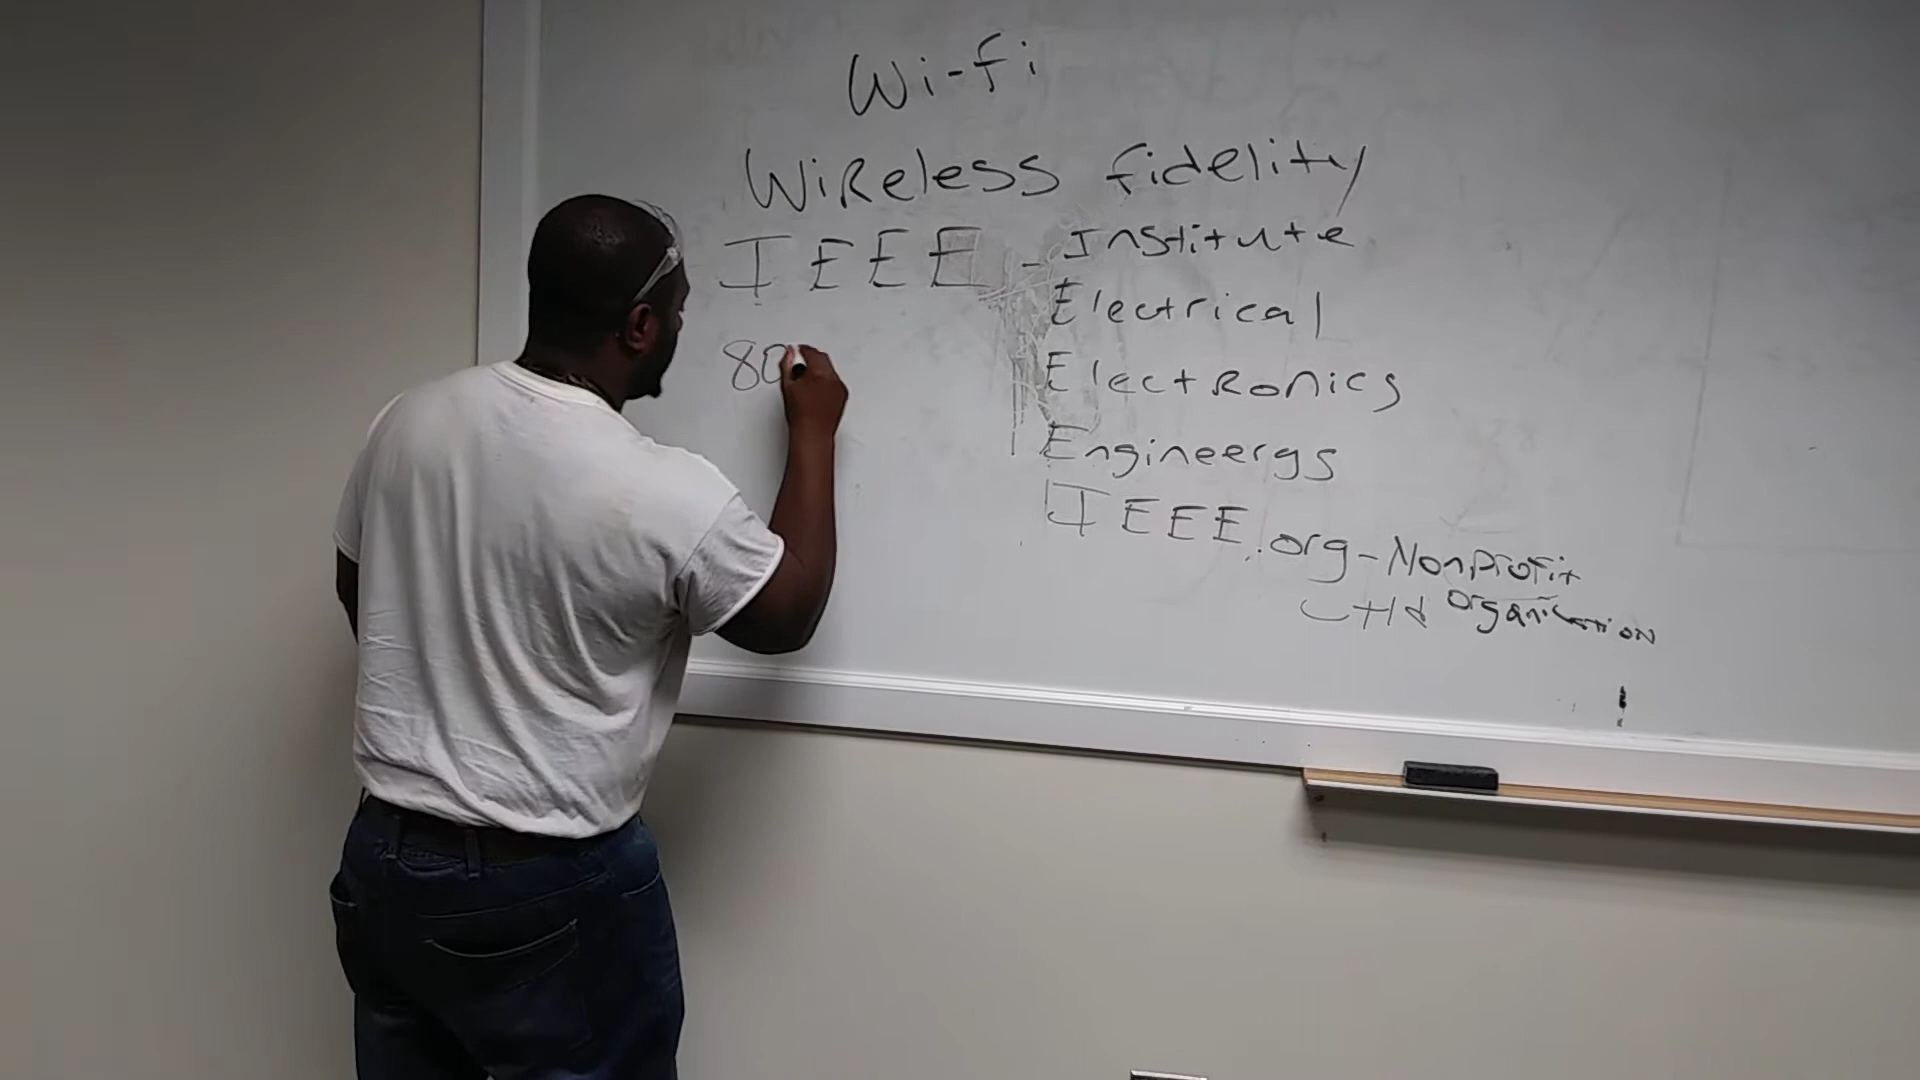 Wi-fi
Wireless fidelity
IEEE - Institute
Electrical
Electronics
Engineergs
IEEE.org - Nonprofit
organization
80